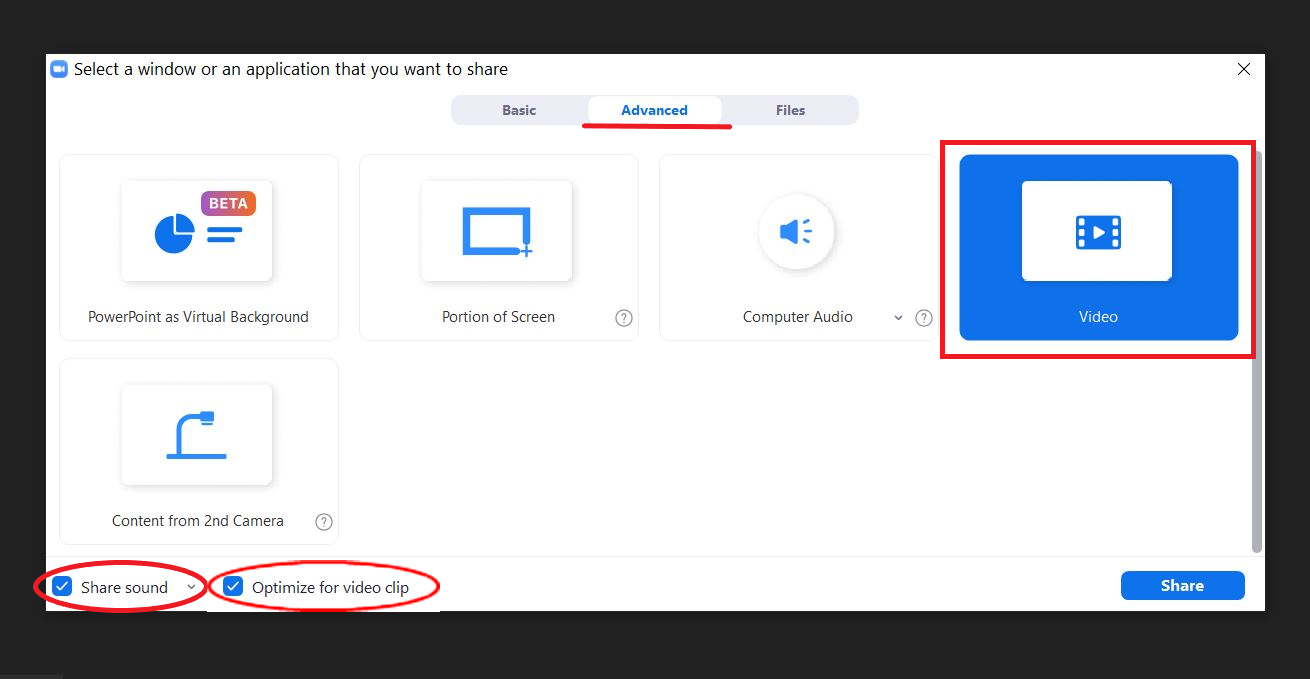 Select a window or an application that you want to share
Basic Advanced Files
BETA
PowerPoint as Virtual Background
Portion of Screen ?
Computer Audio ?
Video
Content from 2nd Camera ?
Share sound Optimize for video clip Share